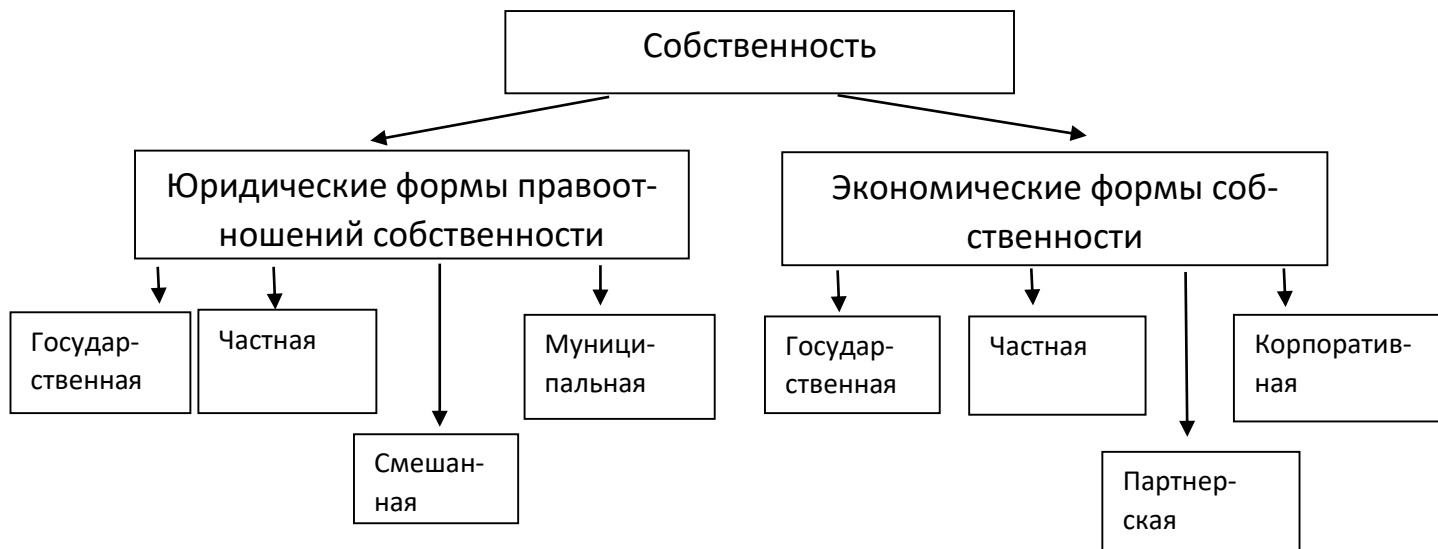 Собственность
Юридические формы правоот-
ношений собственности
Экономические формы соб-
ственности
Государ-
ственная
Частная
Муници-
пальная
Смешан-
ная
Государ-
ственная
Частная
Корпоратив-
ная
Партнер-
ская